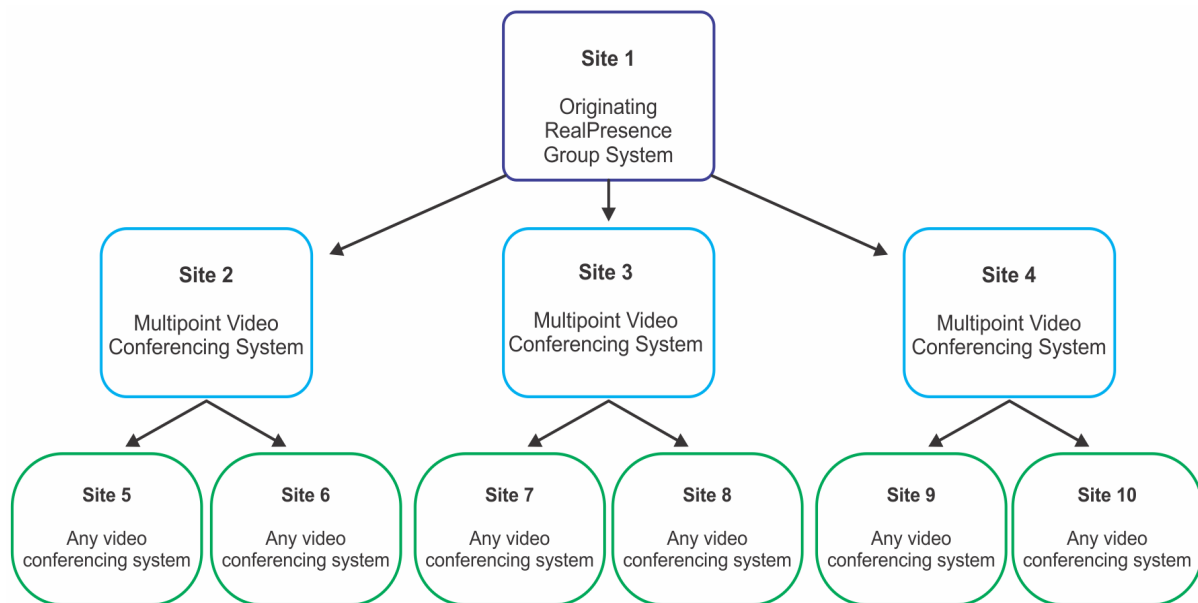 Site 1
Originating
RealPresence
Group System
Site 2
Multipoint Video
Conferencing System
Site 3
Multipoint Video
Conferencing System
Site 4
Multipoint Video
Conferencing System
Site 5
Any video
conferencing system
Site 6
Any video
conferencing system
Site 7
Any video
conferencing system
Site 8
Any video
conferencing system
Site 9
Any video
conferencing system
Site 10
Any video
conferencing system